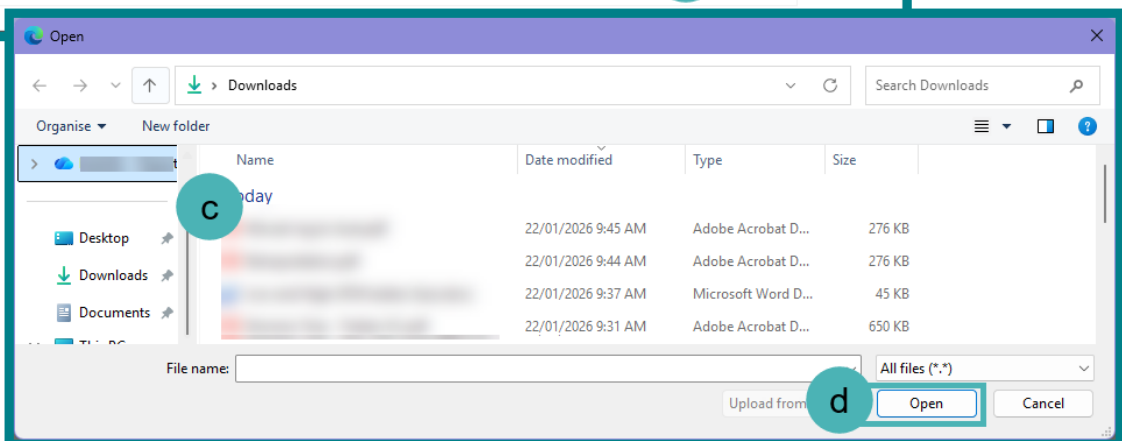 Open
Downloads
Search Downloads
Organise
New folder
Name
Date modified
Type
Size
c
Desktop
Downloads
Documents
22/01/2026 9:45 AM Adobe Acrobat D... 276 KB
22/01/2026 9:44 AM Adobe Acrobat D... 276 KB
22/01/2026 9:37 AM Microsoft Word D... 45 KB
22/01/2026 9:31 AM Adobe Acrobat D... 650 KB
File name:
All files (*.*)
Upload from
d
Open
Cancel